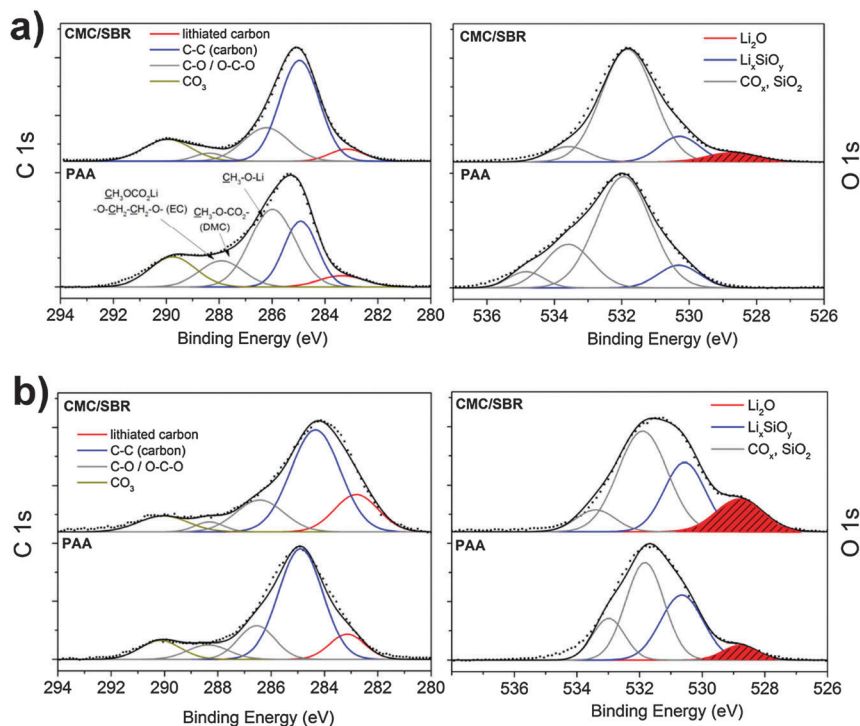 a)
CMC/SBR
lithiated carbon
C-C (carbon)
C-O / O-C-O
CO3
C 1s
PAA
CH3OCO2Li
-O-CH2-CH2-O- (EC)
CH3-O-CO2-
(DMC)
CH3-O-Li
294 292 290 288 286 284 282 280
Binding Energy (eV)
CMC/SBR
Li2O
LixSiOy
COx, SiO2
O 1s
PAA
536 534 532 530 528 526
Binding Energy (eV)
b)
CMC/SBR
lithiated carbon
C-C (carbon)
C-O / O-C-O
CO3
C 1s
PAA
294 292 290 288 286 284 282 280
Binding Energy (eV)
CMC/SBR
Li2O
LixSiOy
COx, SiO2
O 1s
PAA
536 534 532 530 528 526
Binding Energy (eV)